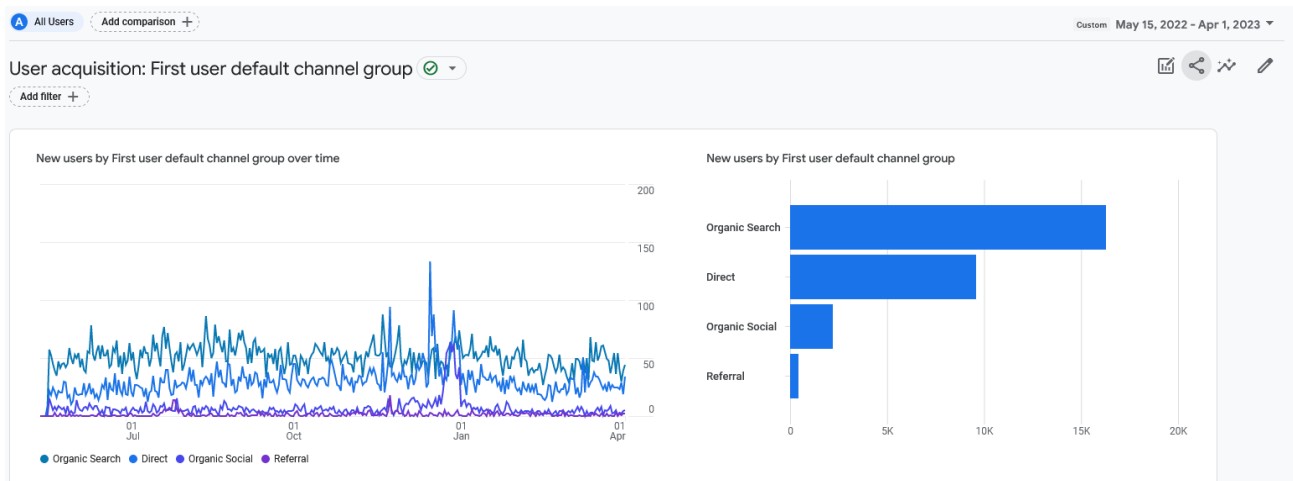 A All Users Add comparison +
Custom May 15, 2022 - Apr 1, 2023
User acquisition: First user default channel group
Add filter +
New users by First user default channel group over time
200
150
100
50
0
01 Jul
01 Oct
01 Jan
01 Apr
Organic Search Direct Organic Social Referral
New users by First user default channel group
Organic Search
Direct
Organic Social
Referral
0 5K 10K 15K 20K